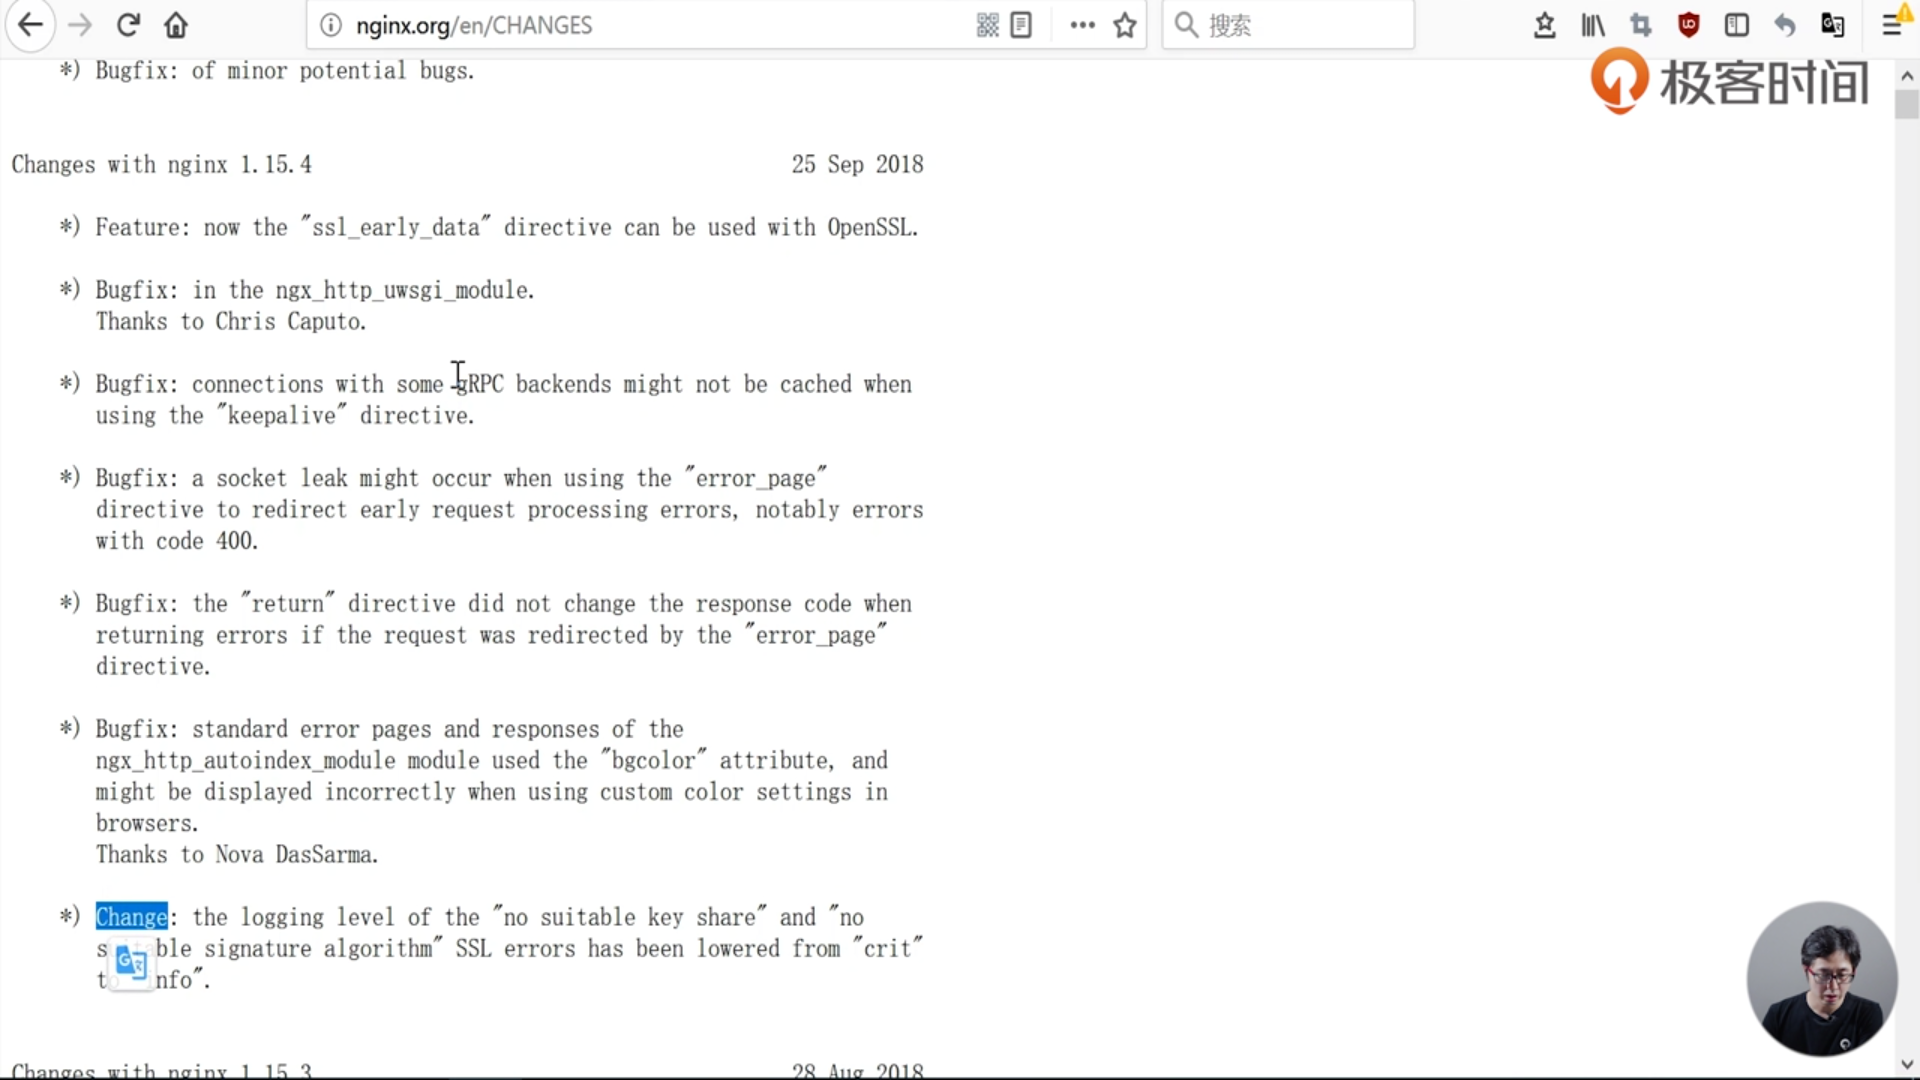 nginx.org/en/CHANGES
搜索
极客时间
*) Bugfix: of minor potential bugs.
Changes with nginx 1.15.4 25 Sep 2018
*) Feature: now the "ssl_early_data" directive can be used with OpenSSL.
*) Bugfix: in the ngx_http_uwsgi_module.
Thanks to Chris Caputo.
*) Bugfix: connections with some gRPC backends might not be cached when
using the "keepalive" directive.
*) Bugfix: a socket leak might occur when using the "error_page"
directive to redirect early request processing errors, notably errors
with code 400.
*) Bugfix: the "return" directive did not change the response code when
returning errors if the request was redirected by the "error_page"
directive.
*) Bugfix: standard error pages and responses of the
ngx_http_autoindex_module module used the "bgcolor" attribute, and
might be displayed incorrectly when using custom color settings in
browsers.
Thanks to Nova DasSarma.
*) Change: the logging level of the "no suitable key share" and "no
signature algorithm" SSL errors has been lowered from "crit"
Changes with nginx 1.15.3 28 Aug 2018